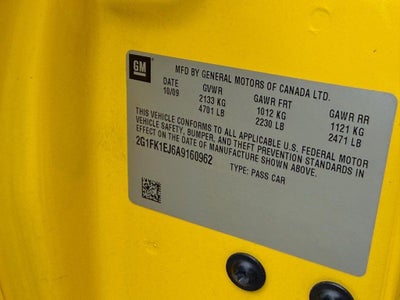 GM
MFD BY GENERAL MOTORS OF CANADA LTD.
DATE GVWR GAWR FRT GAWR RR
10/09 2133 KG 1012 KG 1121 KG
4701 LB 2230 LB 2471 LB
THIS VEHICLE CONFORMS TO ALL APPLICABLE U.S. FEDERAL MOTOR
VEHICLE SAFETY, BUMPER, AND THEFT PREVENTION STANDARDS IN
EFFECT ON THE DATE OF MANUFACTURE SHOWN ABOVE.
2G1FK1EJ6A9160962
TYPE: PASS CAR